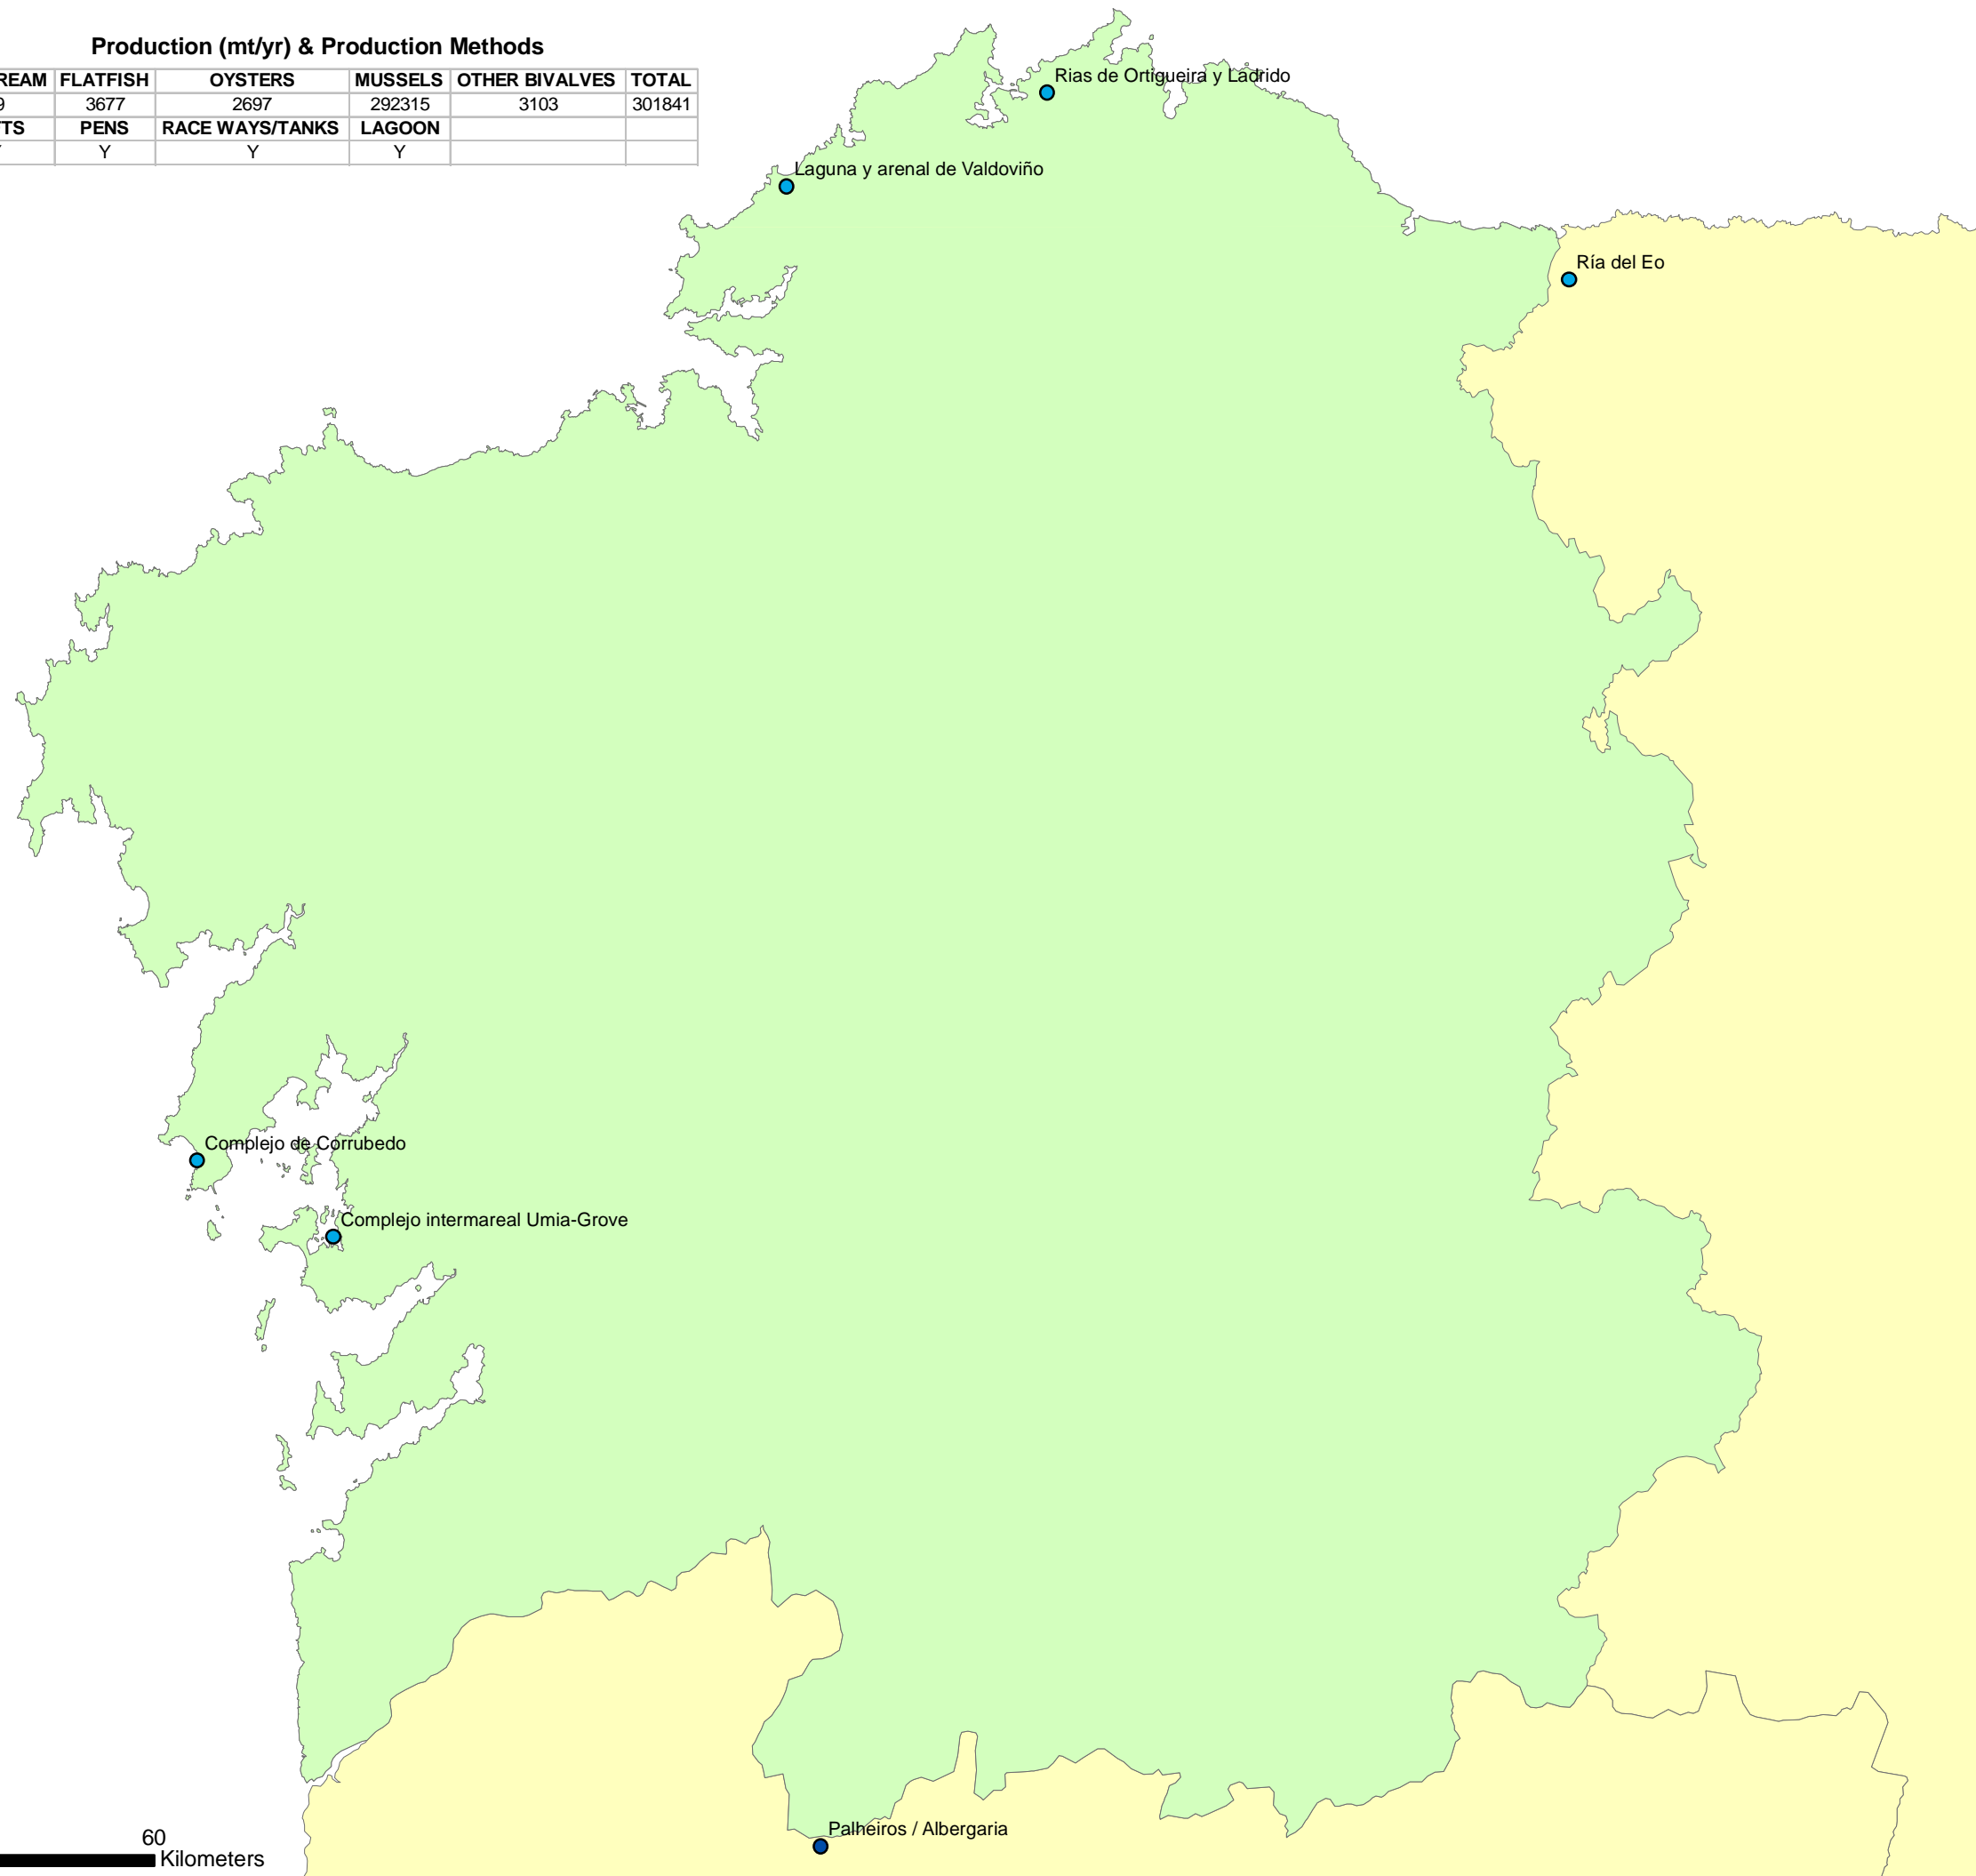 Production (mt/yr) & Production Methods
FLATFISH OYSTERS MUSSELS OTHER BIVALVES TOTAL
9 3677 2697 292315 3103 301841
PENS RACE WAYS/TANKS LAGOON
Y Y Y
Rias de Ortigueira y Ladrido
Laguna y arenal de Valdoviño
Ría del Eo
Complejo de Corrubedo
Complejo intermareal Umia-Grove
Palheiros / Albergaria
60
Kilometers